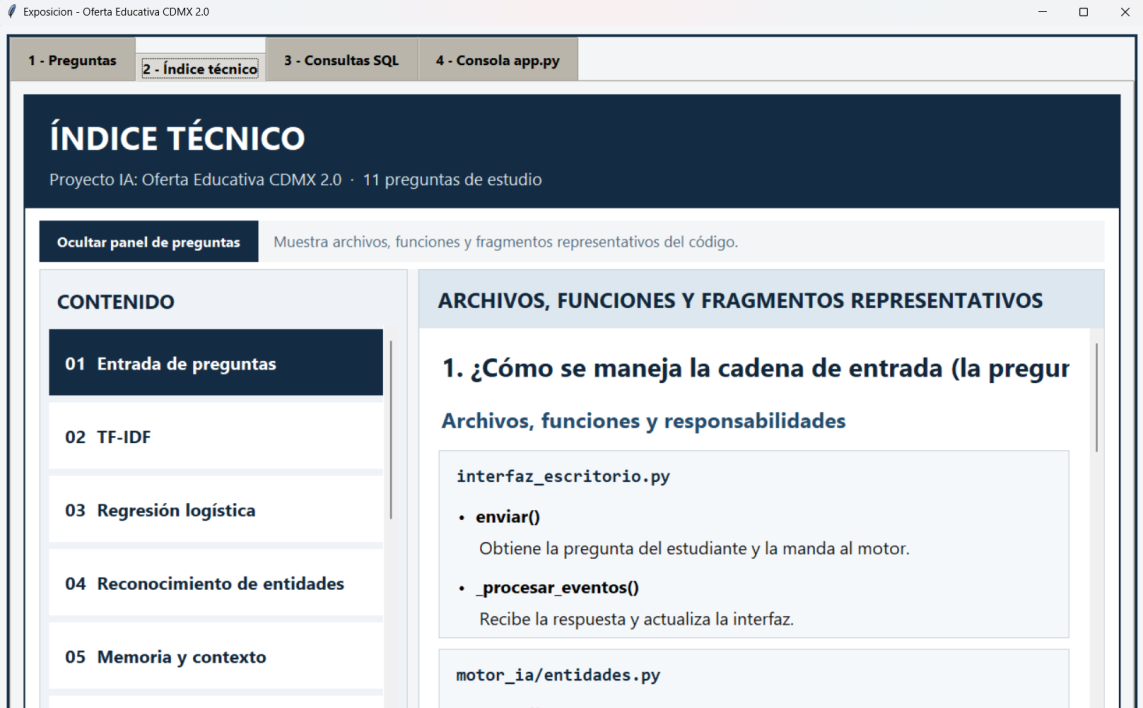 Exposicion - Oferta Educativa CDMX 2.0
1 - Preguntas
2 - Índice técnico
3 - Consultas SQL
4 - Consola app.py
ÍNDICE TÉCNICO
Proyecto IA: Oferta Educativa CDMX 2.0 · 11 preguntas de estudio
Ocultar panel de preguntas
Muestra archivos, funciones y fragmentos representativos del código.
CONTENIDO
01 Entrada de preguntas
02 TF-IDF
03 Regresión logística
04 Reconocimiento de entidades
05 Memoria y contexto
ARCHIVOS, FUNCIONES Y FRAGMENTOS REPRESENTATIVOS
1. ¿Cómo se maneja la cadena de entrada (la pregur
Archivos, funciones y responsabilidades
interfaz_escritorio.py
• enviar()
Obtiene la pregunta del estudiante y la manda al motor.
• _procesar_eventos()
Recibe la respuesta y actualiza la interfaz.
motor_ia/entidades.py